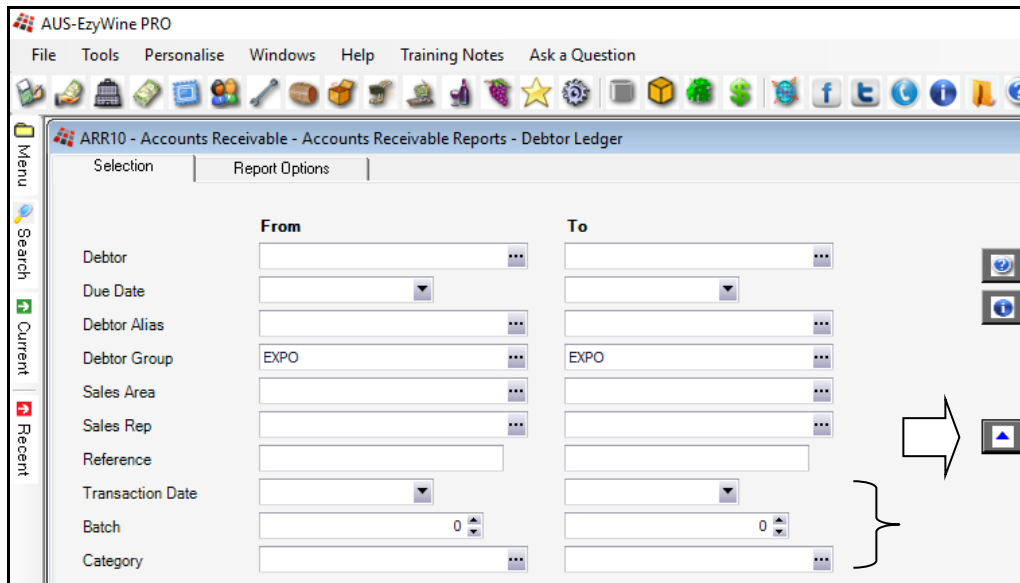 AUS-EzyWine PRO
File Tools Personalise Windows Help Training Notes Ask a Question
Menu
Search
Current
Recent
ARR10 - Accounts Receivable - Accounts Receivable Reports - Debtor Ledger
Selection Report Options
From To
Debtor
Due Date
Debtor Alias
Debtor Group EXPO EXPO
Sales Area
Sales Rep
Reference
Transaction Date
Batch 0 0
Category